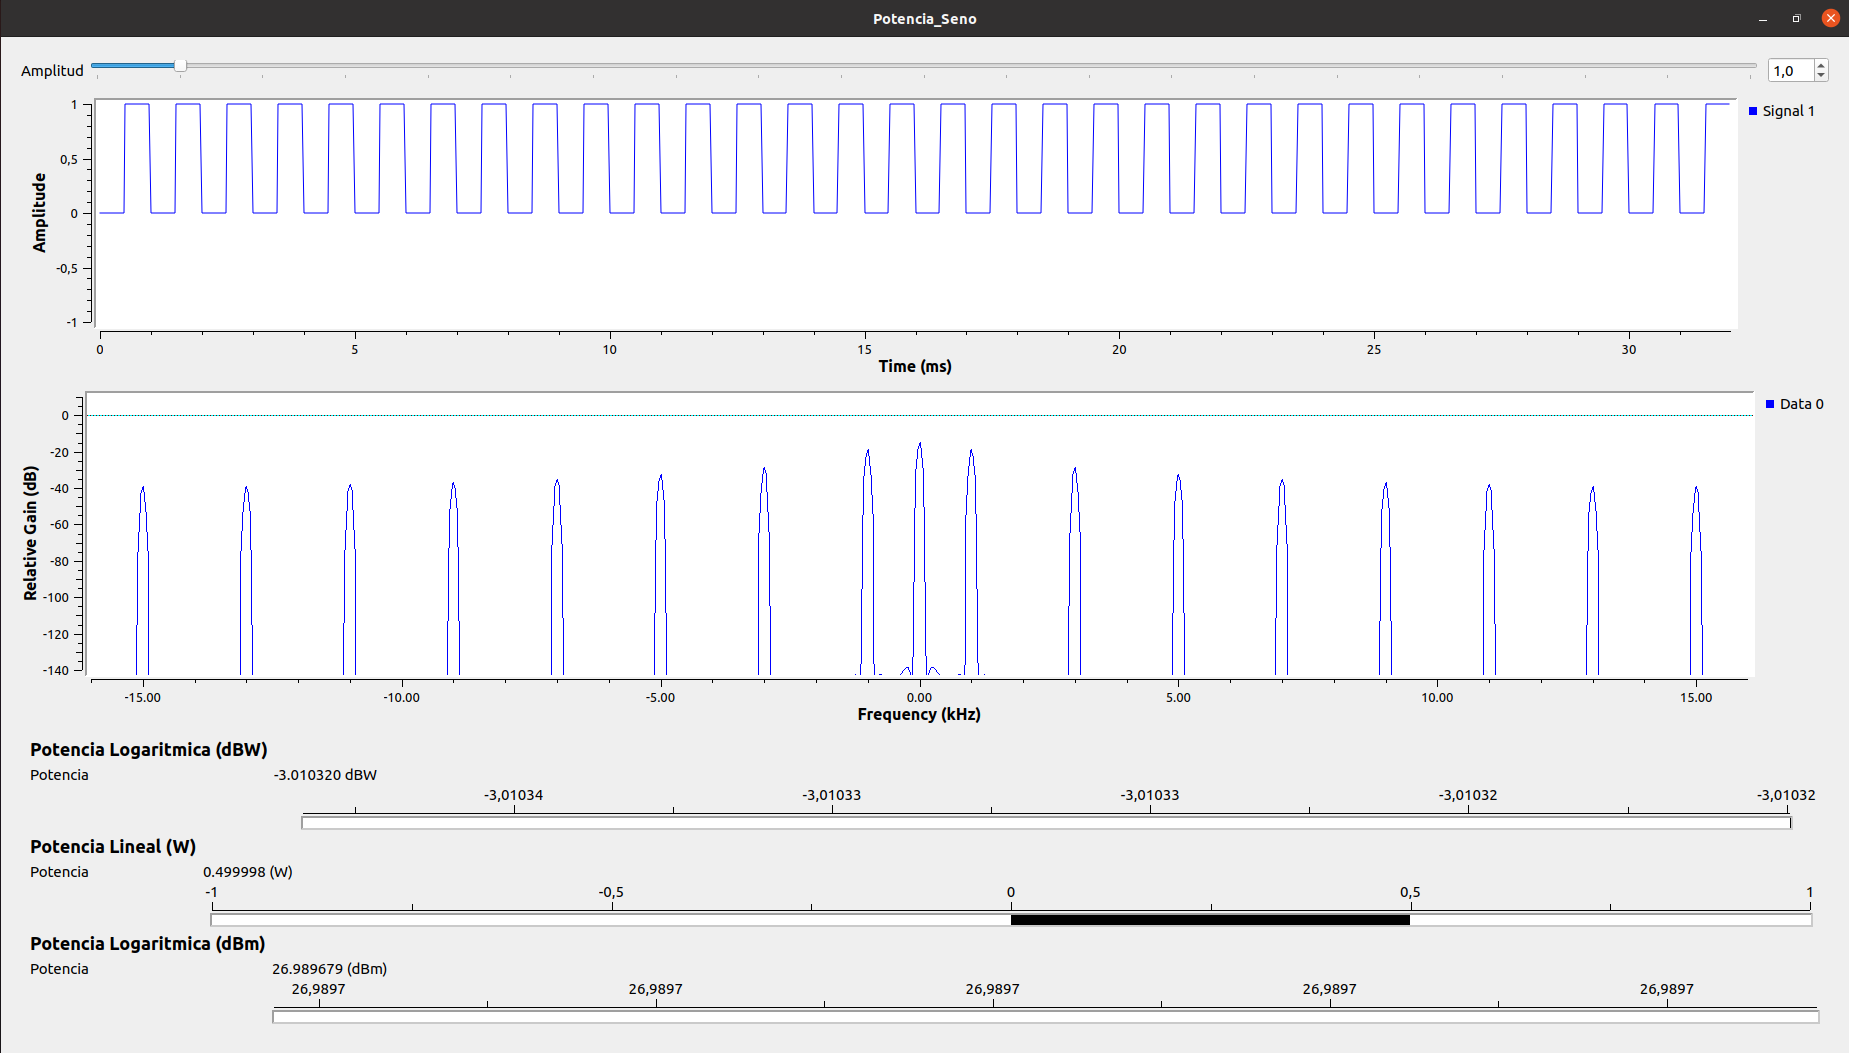 Potencia_Seno
Amplitud
1,0
Amplitude
1
0,5
0
-0,5
-1
Signal 1
0 5 10 15 20 25 30
Time (ms)
Relative Gain (dB)
0
-20
-40
-60
-80
-100
-120
-140
Data 0
-15.00 -10.00 -5.00 0.00 5.00 10.00 15.00
Frequency (kHz)
Potencia Logaritmica (dBW)
Potencia -3.010320 dBW
-3,01034 -3,01033 -3,01033 -3,01032 -3,01032
Potencia Lineal (W)
Potencia 0.499998 (W)
-1 -0,5 0 0,5 1
Potencia Logaritmica (dBm)
Potencia 26.989679 (dBm)
26,9897 26,9897 26,9897 26,9897 26,9897